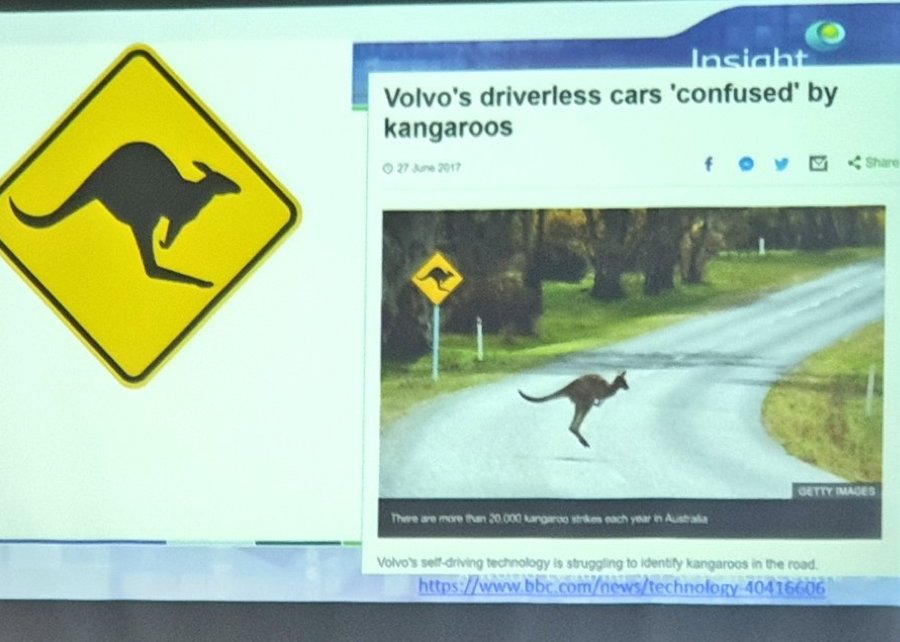 Insight
Volvo's driverless cars 'confused' by
kangaroos
27 June 2017
Share
GETTY IMAGES
There are more than 20,000 kangaroo strikes each year in Australia
Volvo's self-driving technology is struggling to identify kangaroos in the road.
https://www.bbc.com/news/technology-40416606